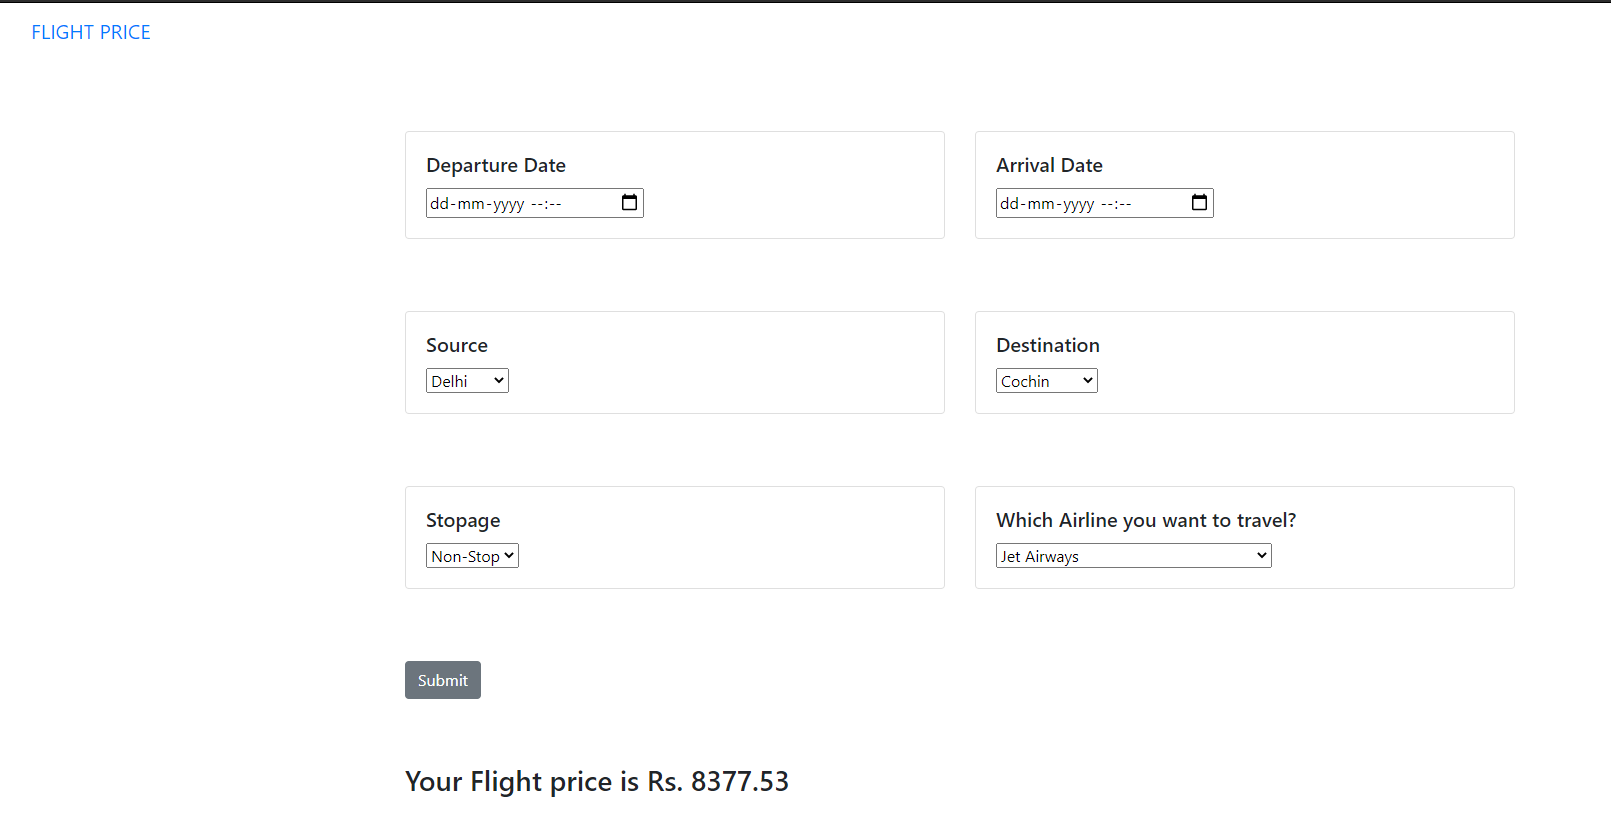 FLIGHT PRICE
Departure Date
dd-mm-yyyy --:--
Arrival Date
dd-mm-yyyy --:--
Source
Delhi
Destination
Cochin
Stopage
Non-Stop
Which Airline you want to travel?
Jet Airways
Submit
Your Flight price is Rs. 8377.53